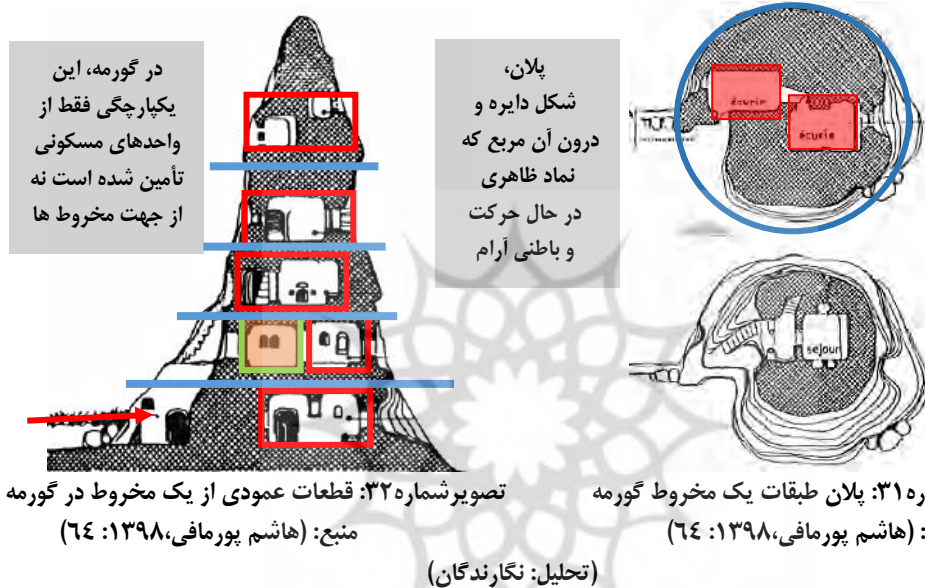 در گورمه، این
یکپارچگی فقط از
واحدهای مسکونی
تأمین شده است نه
از جهت مخروط ها
پلان،
شکل دایره و
درون آن مربع که
نماد ظاهری
در حال حرکت
و باطنی آرام
écurie
écurie
sejour
ره۳۱: پلان طبقات یک مخروط گورمه
: (هاشم پورمافی،۱۳۹۸: ٦٤)
تصویرشماره۳۲: قطعات عمودی از یک مخروط در گورمه
منبع: (هاشم پورمافی،۱۳۹۸: ٦٤)
(تحلیل: نگارندگان)